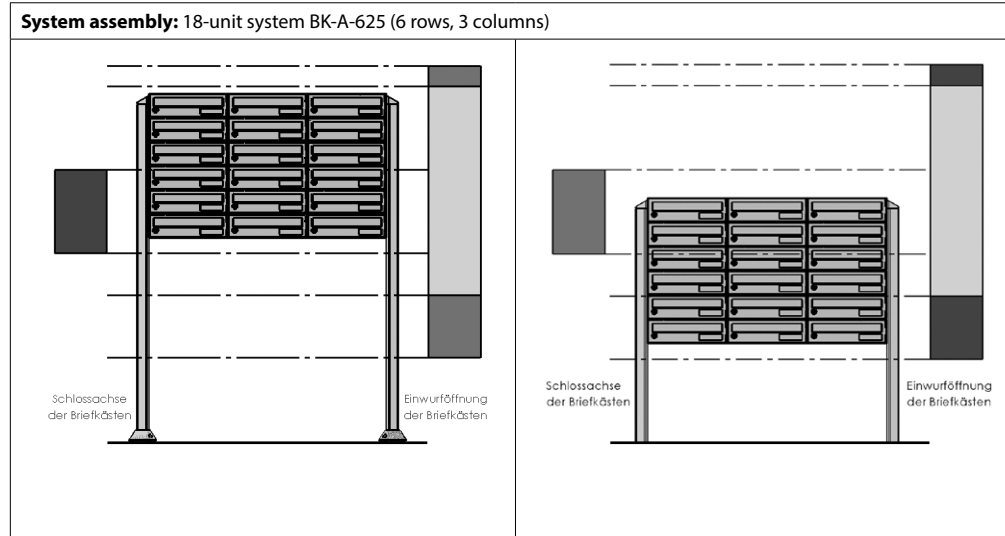 System assembly: 18-unit system BK-A-625 (6 rows, 3 columns)
Schlossachse
der Briefkästen
Einwurföffnung
der Briefkästen
Schlossachse
der Briefkästen
Einwurföffnung
der Briefkästen